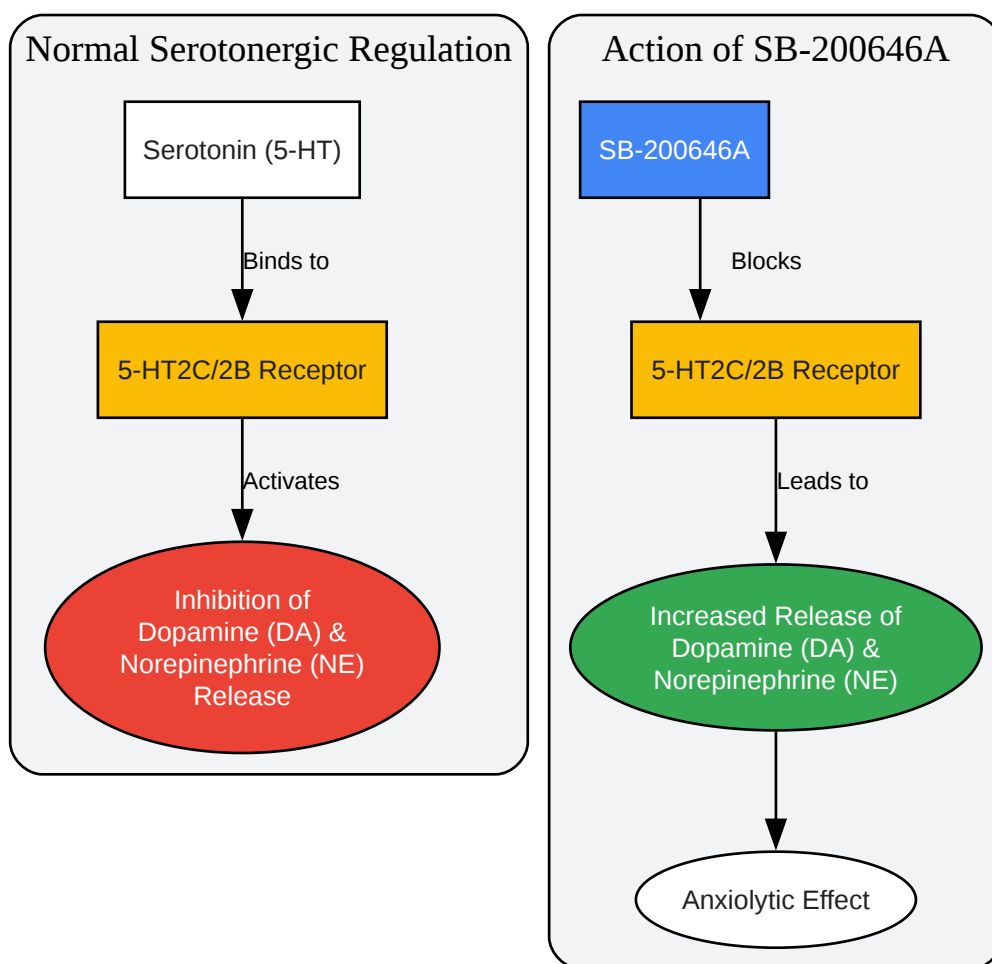 Normal Serotonergic Regulation
Serotonin (5-HT)
Binds to
5-HT2C/2B Receptor
Activates
Inhibition of
Dopamine (DA) &
Norepinephrine (NE)
Release
Action of SB-200646A
SB-200646A
Blocks
5-HT2C/2B Receptor
Leads to
Increased Release of
Dopamine (DA) &
Norepinephrine (NE)
Anxiolytic Effect